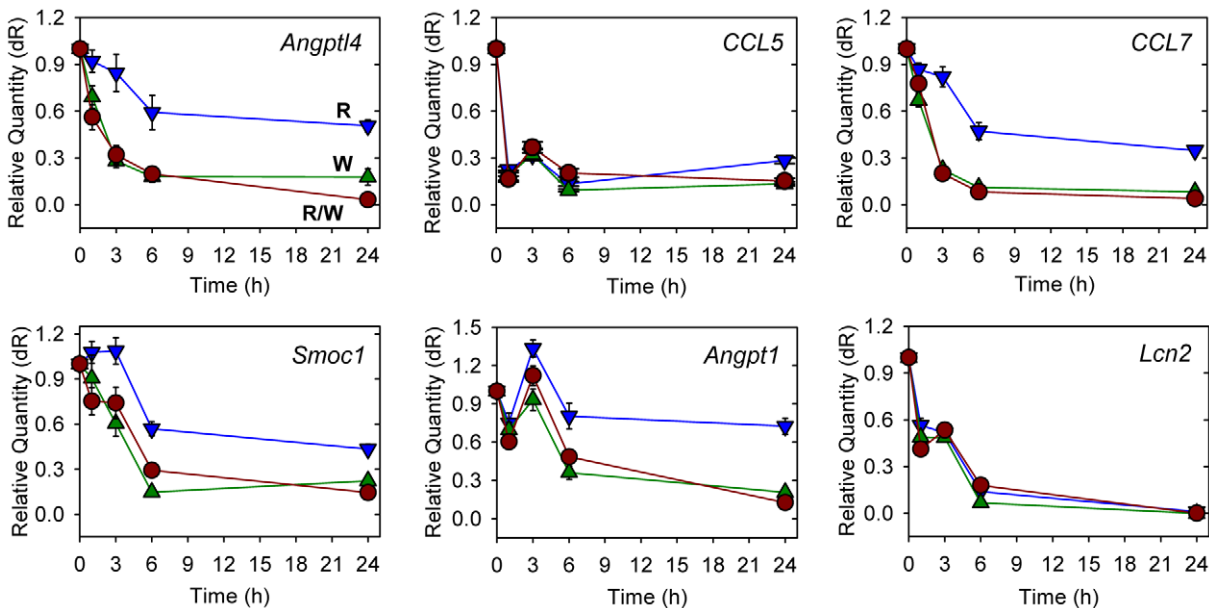 Angptl4
Relative Quantity (dR)
1.2
0.9
0.6
0.3
0.0
R
W
R/W
0 3 6 9 12 15 18 21 24
Time (h)
CCL5
Relative Quantity (dR)
1.2
0.9
0.6
0.3
0.0
0 3 6 9 12 15 18 21 24
Time (h)
CCL7
Relative Quantity (dR)
1.2
0.9
0.6
0.3
0.0
0 3 6 9 12 15 18 21 24
Time (h)
Smoc1
Relative Quantity (dR)
1.2
0.9
0.6
0.3
0.0
0 3 6 9 12 15 18 21 24
Time (h)
Angpt1
Relative Quantity (dR)
1.5
1.2
0.9
0.6
0.3
0.0
0 3 6 9 12 15 18 21 24
Time (h)
Lcn2
Relative Quantity (dR)
1.2
0.9
0.6
0.3
0.0
0 3 6 9 12 15 18 21 24
Time (h)